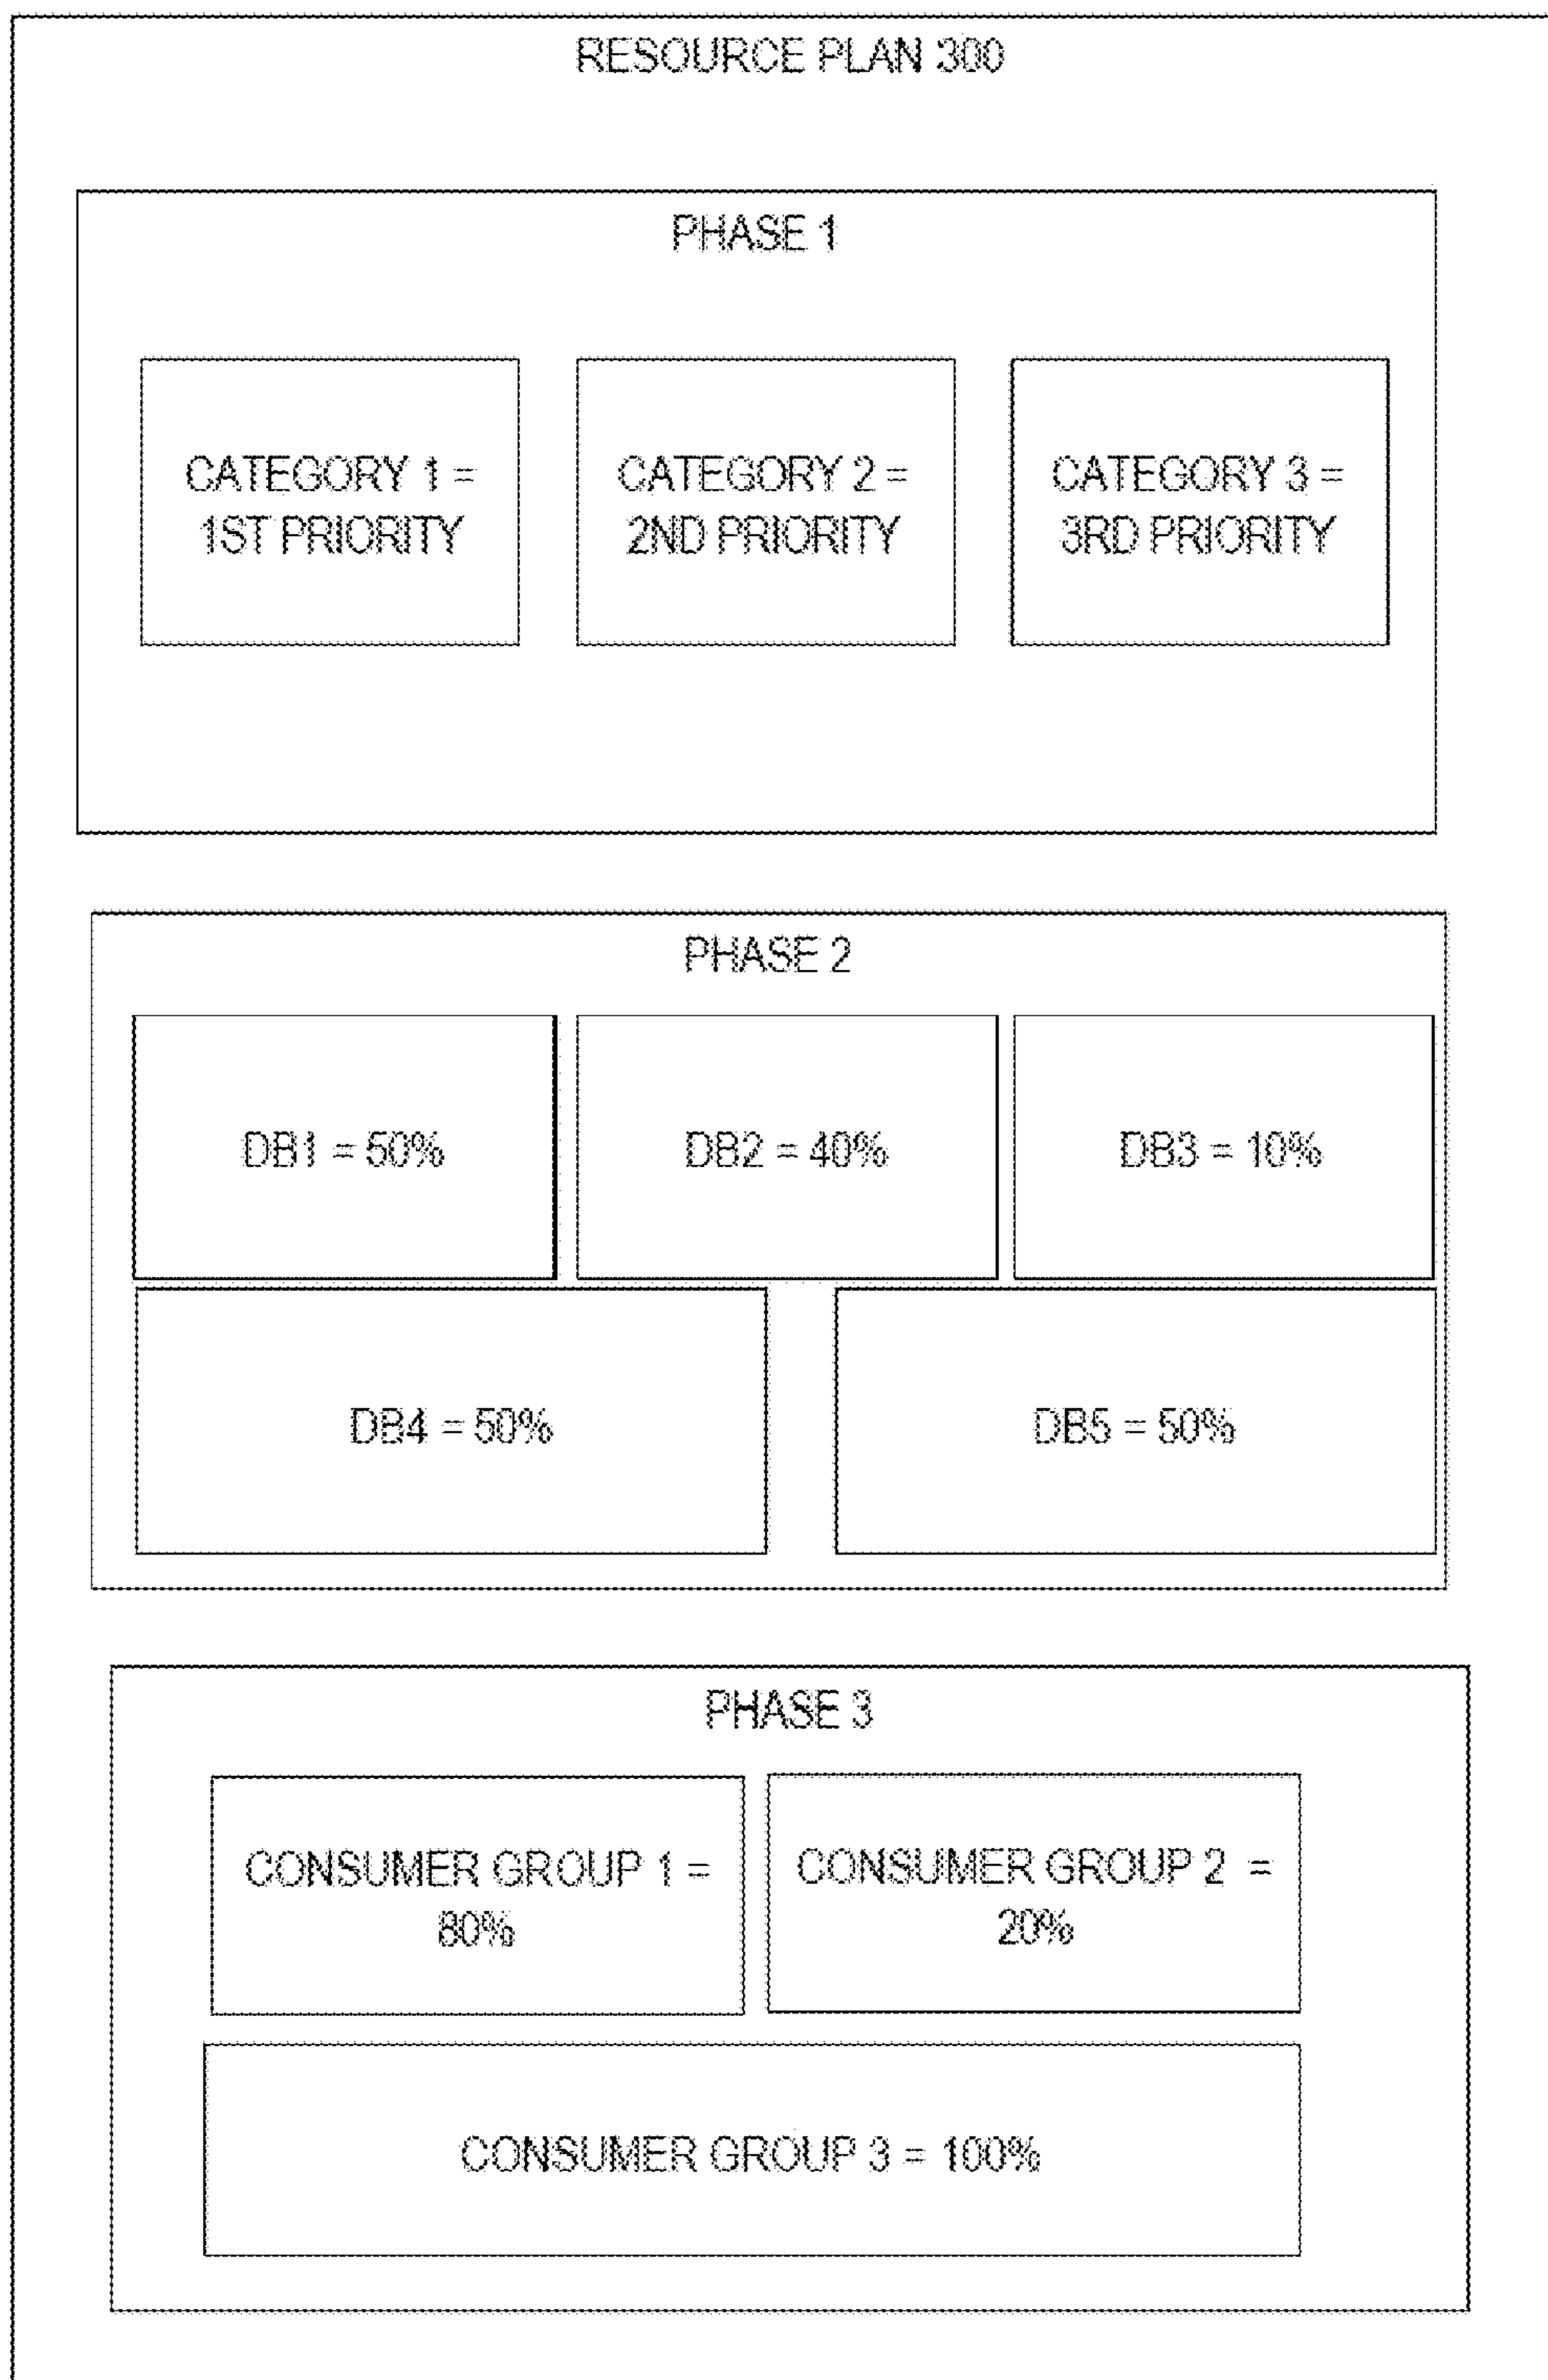 RESOURCE PLAN 300
PHASE 1
CATEGORY 1 =
1ST PRIORITY
CATEGORY 2 =
2ND PRIORITY
CATEGORY 3 =
3RD PRIORITY
PHASE 2
DB1 = 50%
DB2 = 40%
DB3 = 10%
DB4 = 50%
DB5 = 50%
PHASE 3
CONSUMER GROUP 1 =
80%
CONSUMER GROUP 2 =
20%
CONSUMER GROUP 3 = 100%